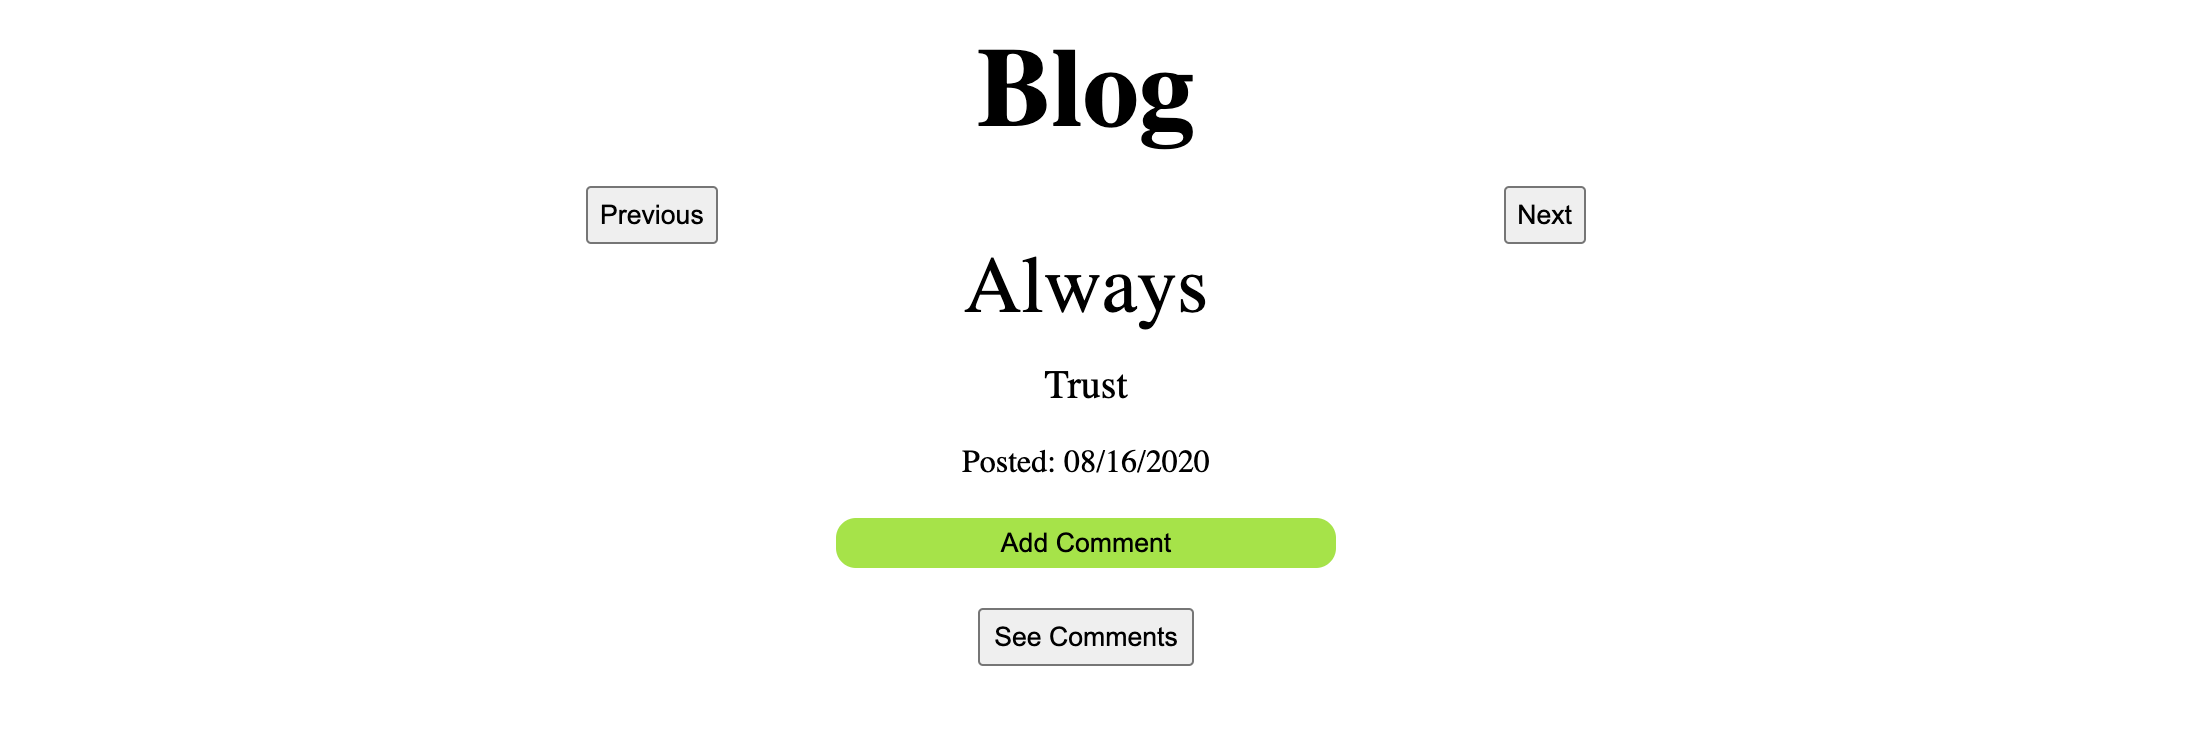 Blog
Previous
Next
Always
Trust
Posted: 08/16/2020
Add Comment
See Comments